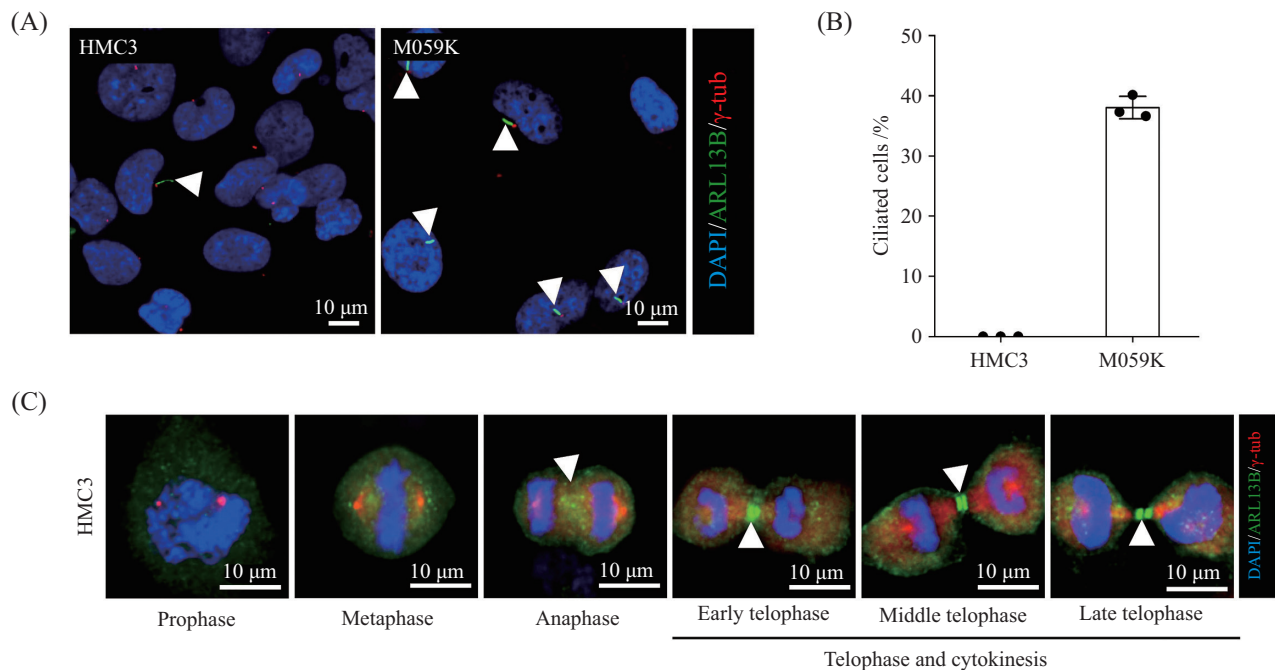 (A)
HMC3
M059K
10 μm
10 μm
DAPI/ARL13B/γ-tub
(B)
50
40
30
20
10
0
Ciliated cells /%
HMC3
M059K
(C)
HMC3
10 μm
10 μm
10 μm
10 μm
10 μm
10 μm
DAPI/ARL13B/γ-tub
Prophase
Metaphase
Anaphase
Early telophase
Middle telophase
Late telophase
Telophase and cytokinesis